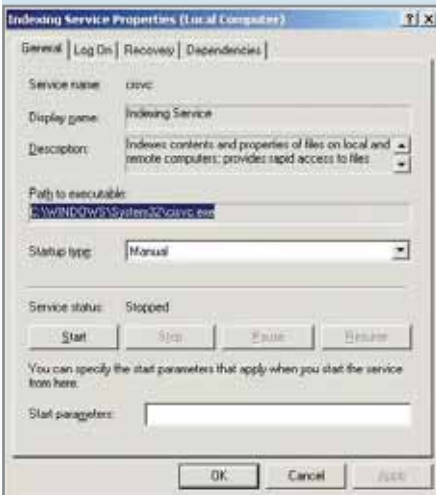 Indexing Service Properties (Local Computer)
? X
General Log On Recovery Dependencies
Service name: cisvc
Display name: Indexing Service
Description: Indexes contents and properties of files on local and
remote computers; provides rapid access to files
Path to executable:
C:\WINDOWS\System32\cisvc.exe
Startup type: Manual
Service status: Stopped
Start Stop Pause Resume
You can specify the start parameters that apply when you start the service
from here.
Start parameters:
OK Cancel Apply